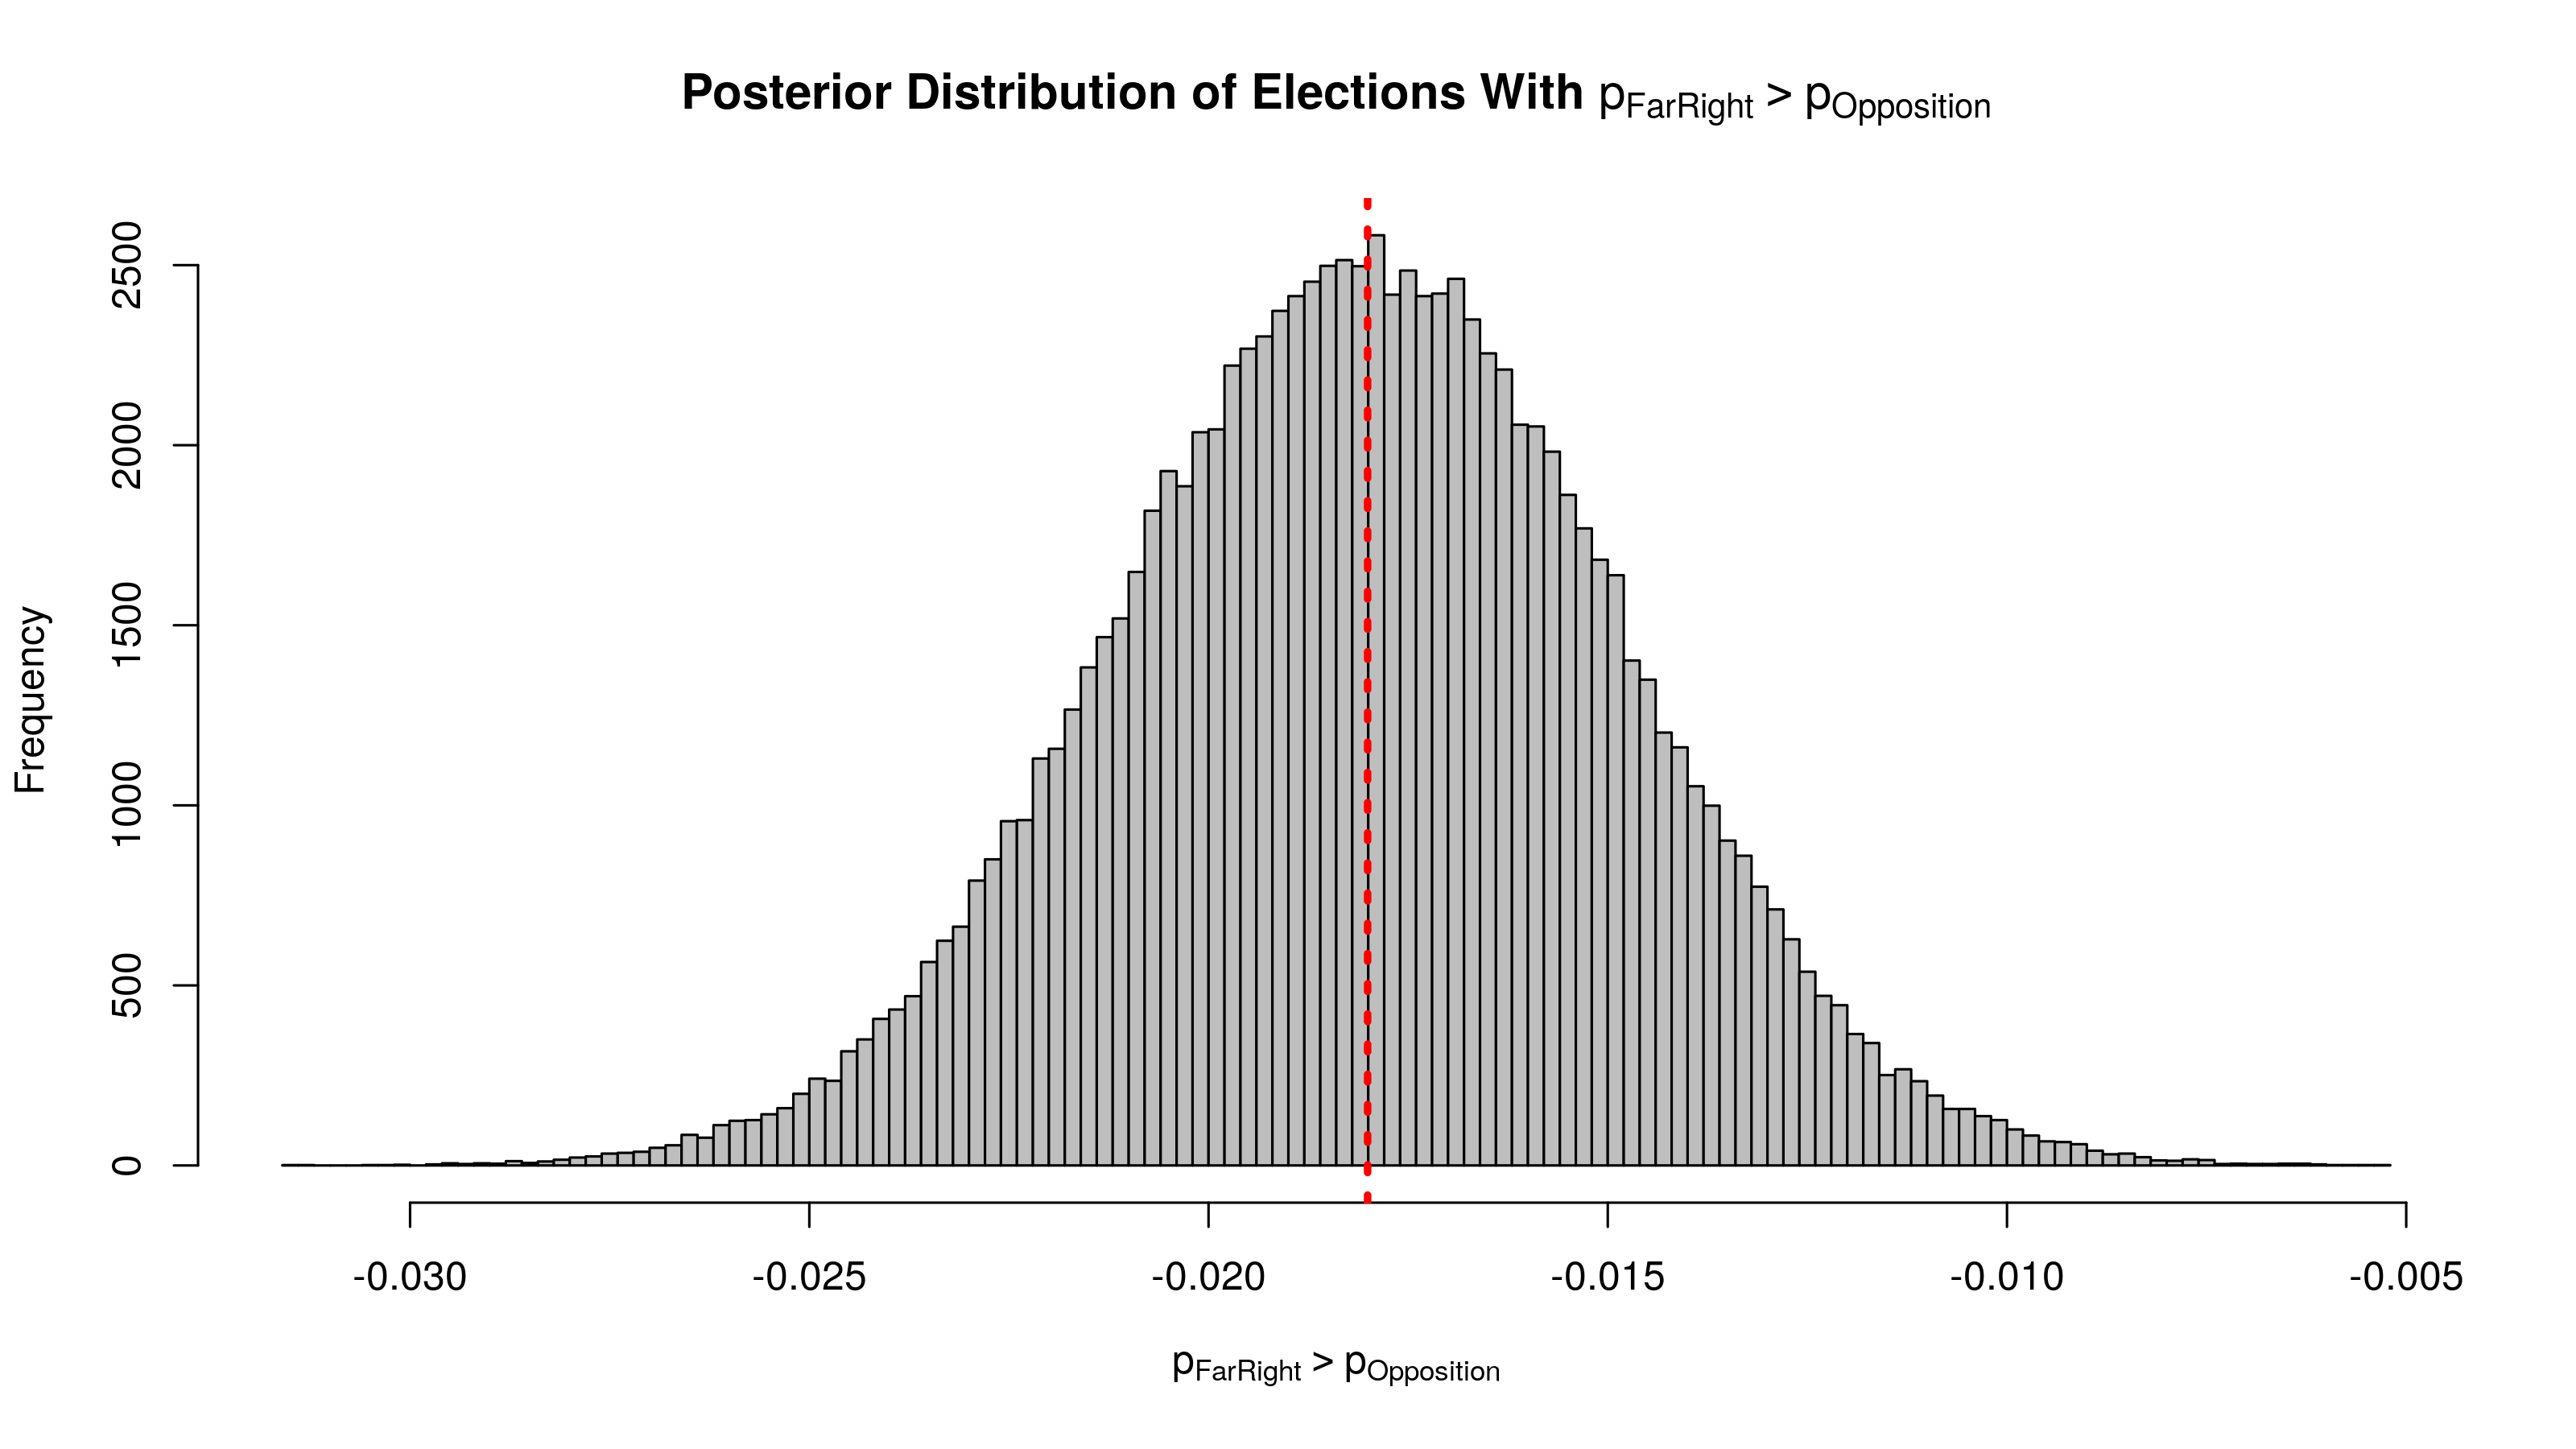 Posterior Distribution of Elections With pFarRight > pOpposition
Frequency
2500
2000
1500
1000
500
0
-0.030 -0.025 -0.020 -0.015 -0.010 -0.005
pFarRight > pOpposition